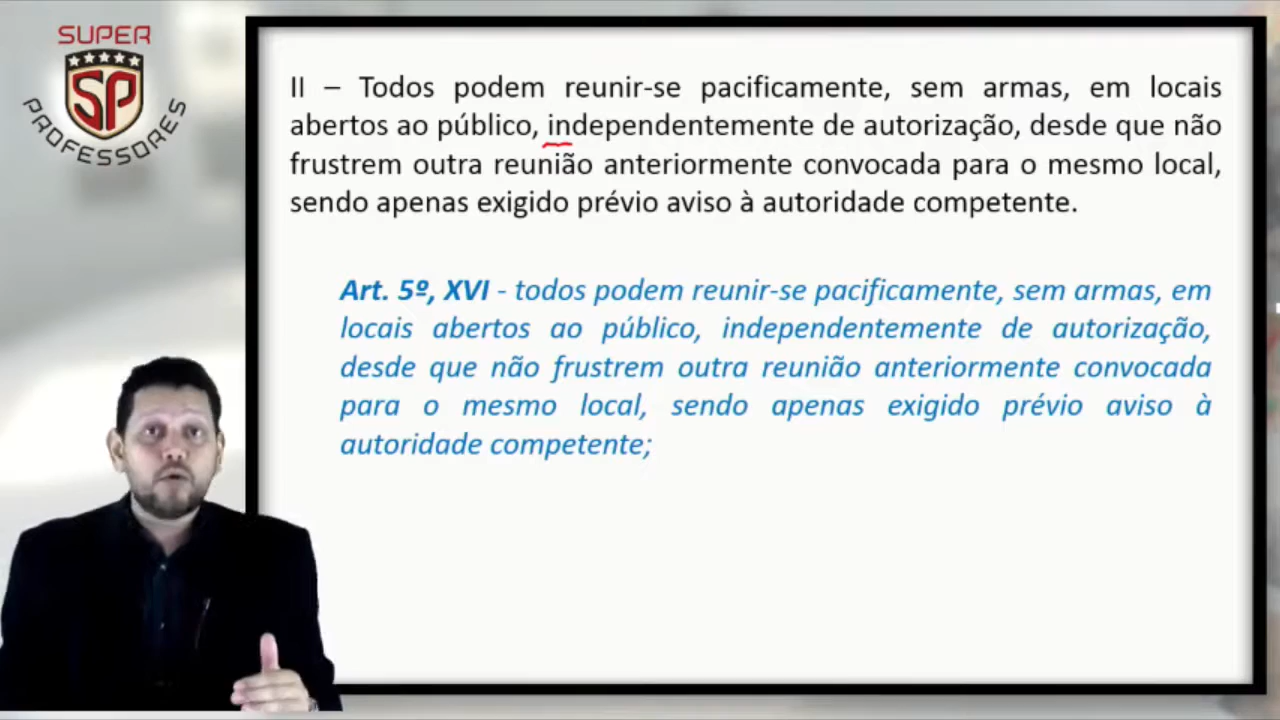 SUPER
SP
PROFESSORES
II – Todos podem reunir-se pacificamente, sem armas, em locais
abertos ao público, independentemente de autorização, desde que não
frustrem outra reunião anteriormente convocada para o mesmo local,
sendo apenas exigido prévio aviso à autoridade competente.
Art. 5º, XVI - todos podem reunir-se pacificamente, sem armas, em
locais abertos ao público, independentemente de autorização,
desde que não frustrem outra reunião anteriormente convocada
para o mesmo local, sendo apenas exigido prévio aviso à
autoridade competente;